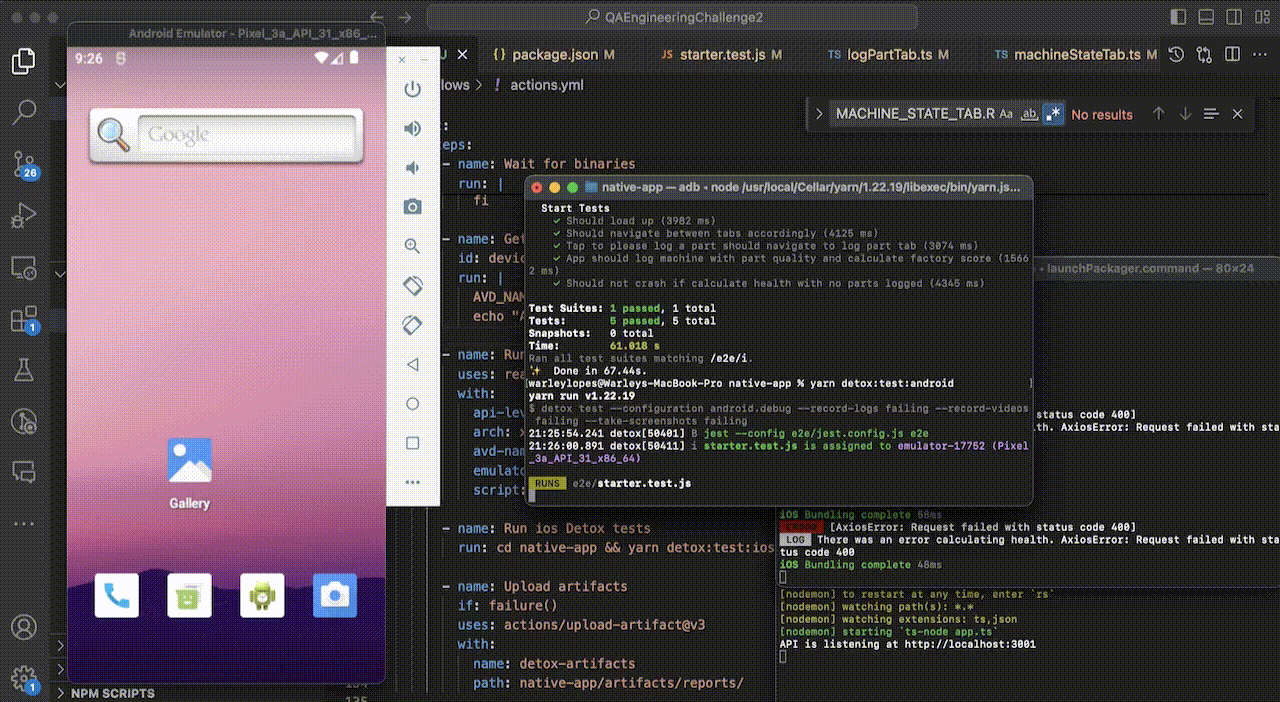 QAEngineeringChallenge2
Android Emulator - Pixel_3a_API_31_x86_...
9:26
Google
Gallery
package.json M
JS starter.test.js M
TS logPartTab.ts M
TS machineStateTab.ts M
lows > ! actions.yml
MACHINE_STATE_TAB.R Aa ab No results
eps:
- name: Wait for binaries
run: |
fi
- name: Get
id: devic
run: |
AVD_NAM
echo "A
- name: Run
uses: rea
with:
api-lev
arch: x
avd-nam
emulato
script:
- name: Run ios Detox tests
run: cd native-app && yarn detox:test:ios
- name: Upload artifacts
if: failure()
uses: actions/upload-artifact@v3
with:
name: detox-artifacts
path: native-app/artifacts/reports/
135
26
1
1
NPM SCRIPTS
native-app — adb • node /usr/local/Cellar/yarn/1.22.19/libexec/bin/yarn.js...
Start Tests
✓ Should load up (3982 ms)
✓ Should navigate between tabs accordingly (4125 ms)
✓ Tap to please log a part should navigate to log part tab (3074 ms)
✓ App should log machine with part quality and calculate factory score (1566
2 ms)
✓ Should not crash if calculate health with no parts logged (4345 ms)
Test Suites: 1 passed, 1 total
Tests: 5 passed, 5 total
Snapshots: 0 total
Time: 61.018 s
Ran all test suites matching /e2e/i.
✨ Done in 67.44s.
[warleylopes@Warleys-MacBook-Pro native-app % yarn detox:test:android ]
yarn run v1.22.19
$ detox test --configuration android.debug --record-logs failing --record-videos
failing --take-screenshots failing
21:25:54.241 detox[50401] B jest --config e2e/jest.config.js e2e
21:26:00.891 detox[50411] i starter.test.js is assigned to emulator-17752 (Pixel
_3a_API_31_x86_64)
RUNS e2e/starter.test.js
• launchPackager.command — 80×24
status code 400]
th. AxiosError: Request failed with sta
iOS Bundling complete 58ms
ERROR [AxiosError: Request failed with status code 400]
LOG There was an error calculating health. AxiosError: Request failed with sta
tus code 400
iOS Bundling complete 48ms
[nodemon] to restart at any time, enter `rs`
[nodemon] watching path(s): *.*
[nodemon] watching extensions: ts,json
[nodemon] starting `ts-node app.ts`
API is listening at http://localhost:3001